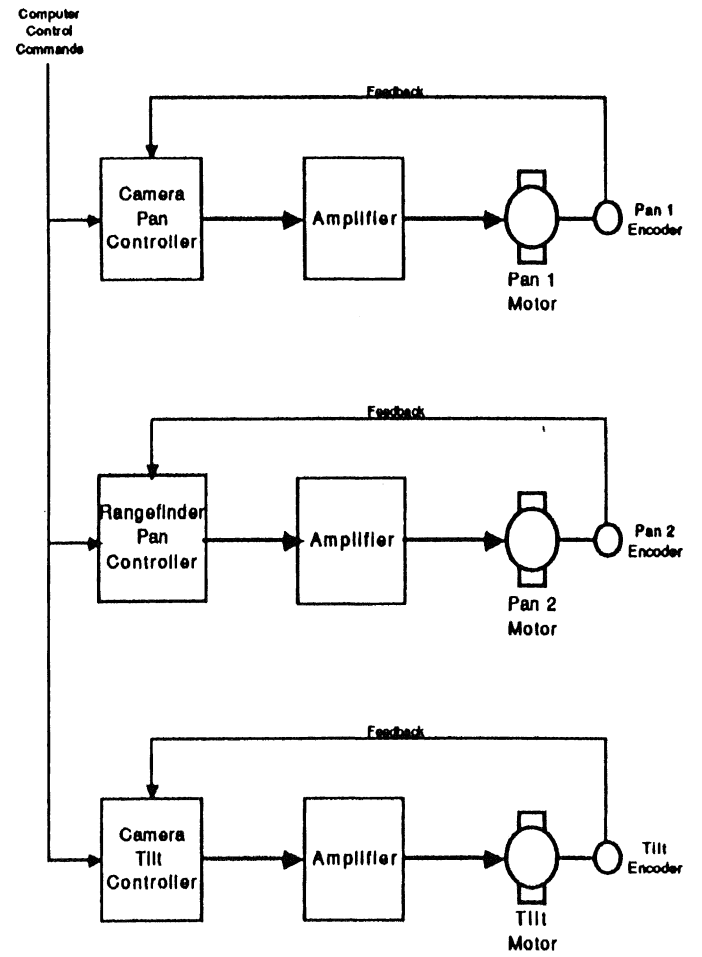 Computer
Control
Commands
Feedback
Camera
Pan
Controller
Amplifier
Pan 1
Motor
Pan 1
Encoder
Feedback
Rangefinder
Pan
Controller
Amplifier
Pan 2
Motor
Pan 2
Encoder
Feedback
Camera
Tilt
Controller
Amplifier
Tilt
Motor
Tilt
Encoder